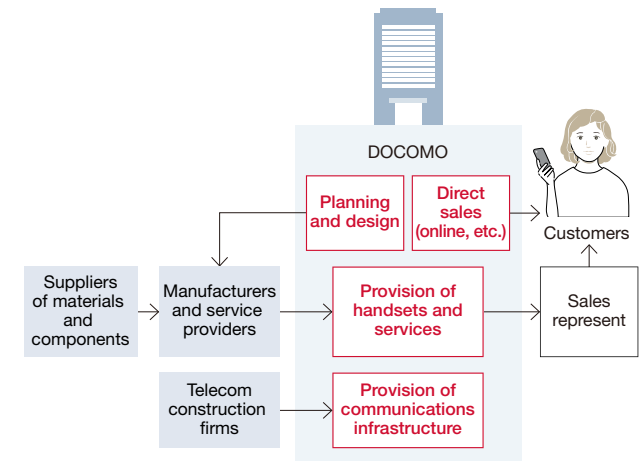 DOCOMO
Planning
and design
Direct
sales
(online, etc.)
Customers
Suppliers
of materials
and
components
Manufacturers
and service
providers
Provision of
handsets and
services
Sales
represent
Telecom
construction
firms
Provision of
communications
infrastructure